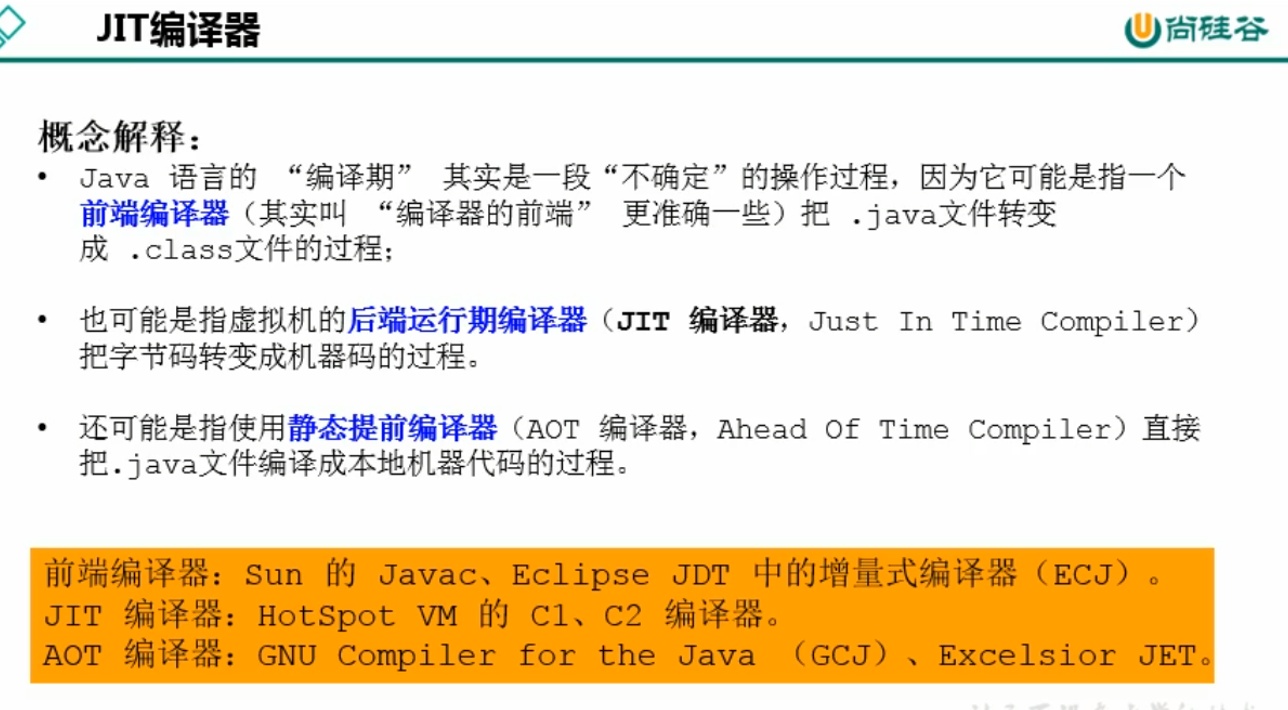 JIT编译器
尚硅谷
概念解释：
• Java 语言的 “编译期” 其实是一段“不确定”的操作过程，因为它可能是指一个
前端编译器（其实叫 “编译器的前端” 更准确一些）把 .java文件转变
成 .class文件的过程；
• 也可能是指虚拟机的后端运行期编译器（JIT 编译器，Just In Time Compiler）
把字节码转变成机器码的过程。
• 还可能是指使用静态提前编译器（AOT 编译器，Ahead Of Time Compiler）直接
把.java文件编译成本地机器代码的过程。
前端编译器：Sun 的 Javac、Eclipse JDT 中的增量式编译器（ECJ）。
JIT 编译器：HotSpot VM 的 C1、C2 编译器。
AOT 编译器：GNU Compiler for the Java （GCJ）、Excelsior JET。